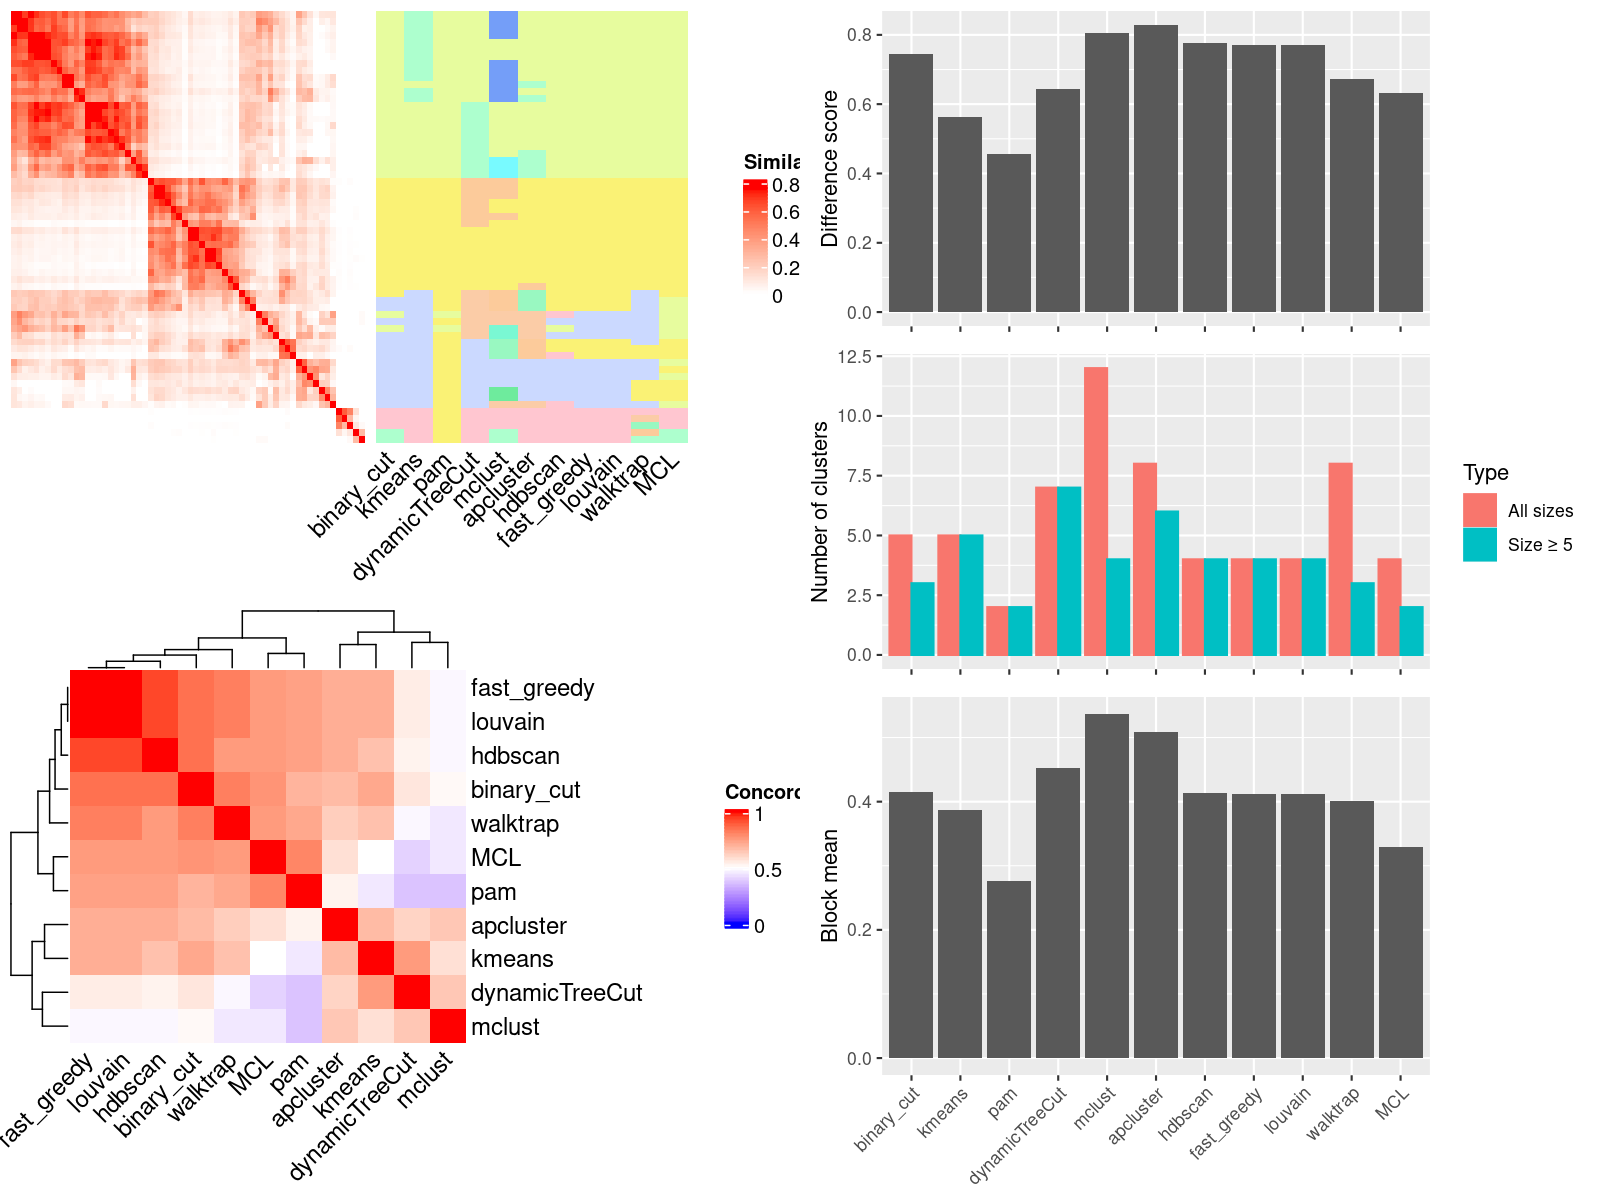 Simila
0.8
0.6
0.4
0.2
0
binary_cut
kmeans
pam
dynamicTreeCut
mclust
apcluster
hdbscan
fast_greedy
louvain
walktrap
MCL
fast_greedy
louvain
hdbscan
binary_cut
walktrap
MCL
pam
apcluster
kmeans
dynamicTreeCut
mclust
fast_greedy
louvain
hdbscan
binary_cut
walktrap
MCL
pam
apcluster
kmeans
dynamicTreeCut
mclust
Concord
1
0.5
0
Difference score
0.8
0.6
0.4
0.2
0.0
Number of clusters
12.5
10.0
7.5
5.0
2.5
0.0
Type
All sizes
Size ≥ 5
Block mean
0.4
0.2
0.0
binary_cut
kmeans
pam
dynamicTreeCut
mclust
apcluster
hdbscan
fast_greedy
louvain
walktrap
MCL